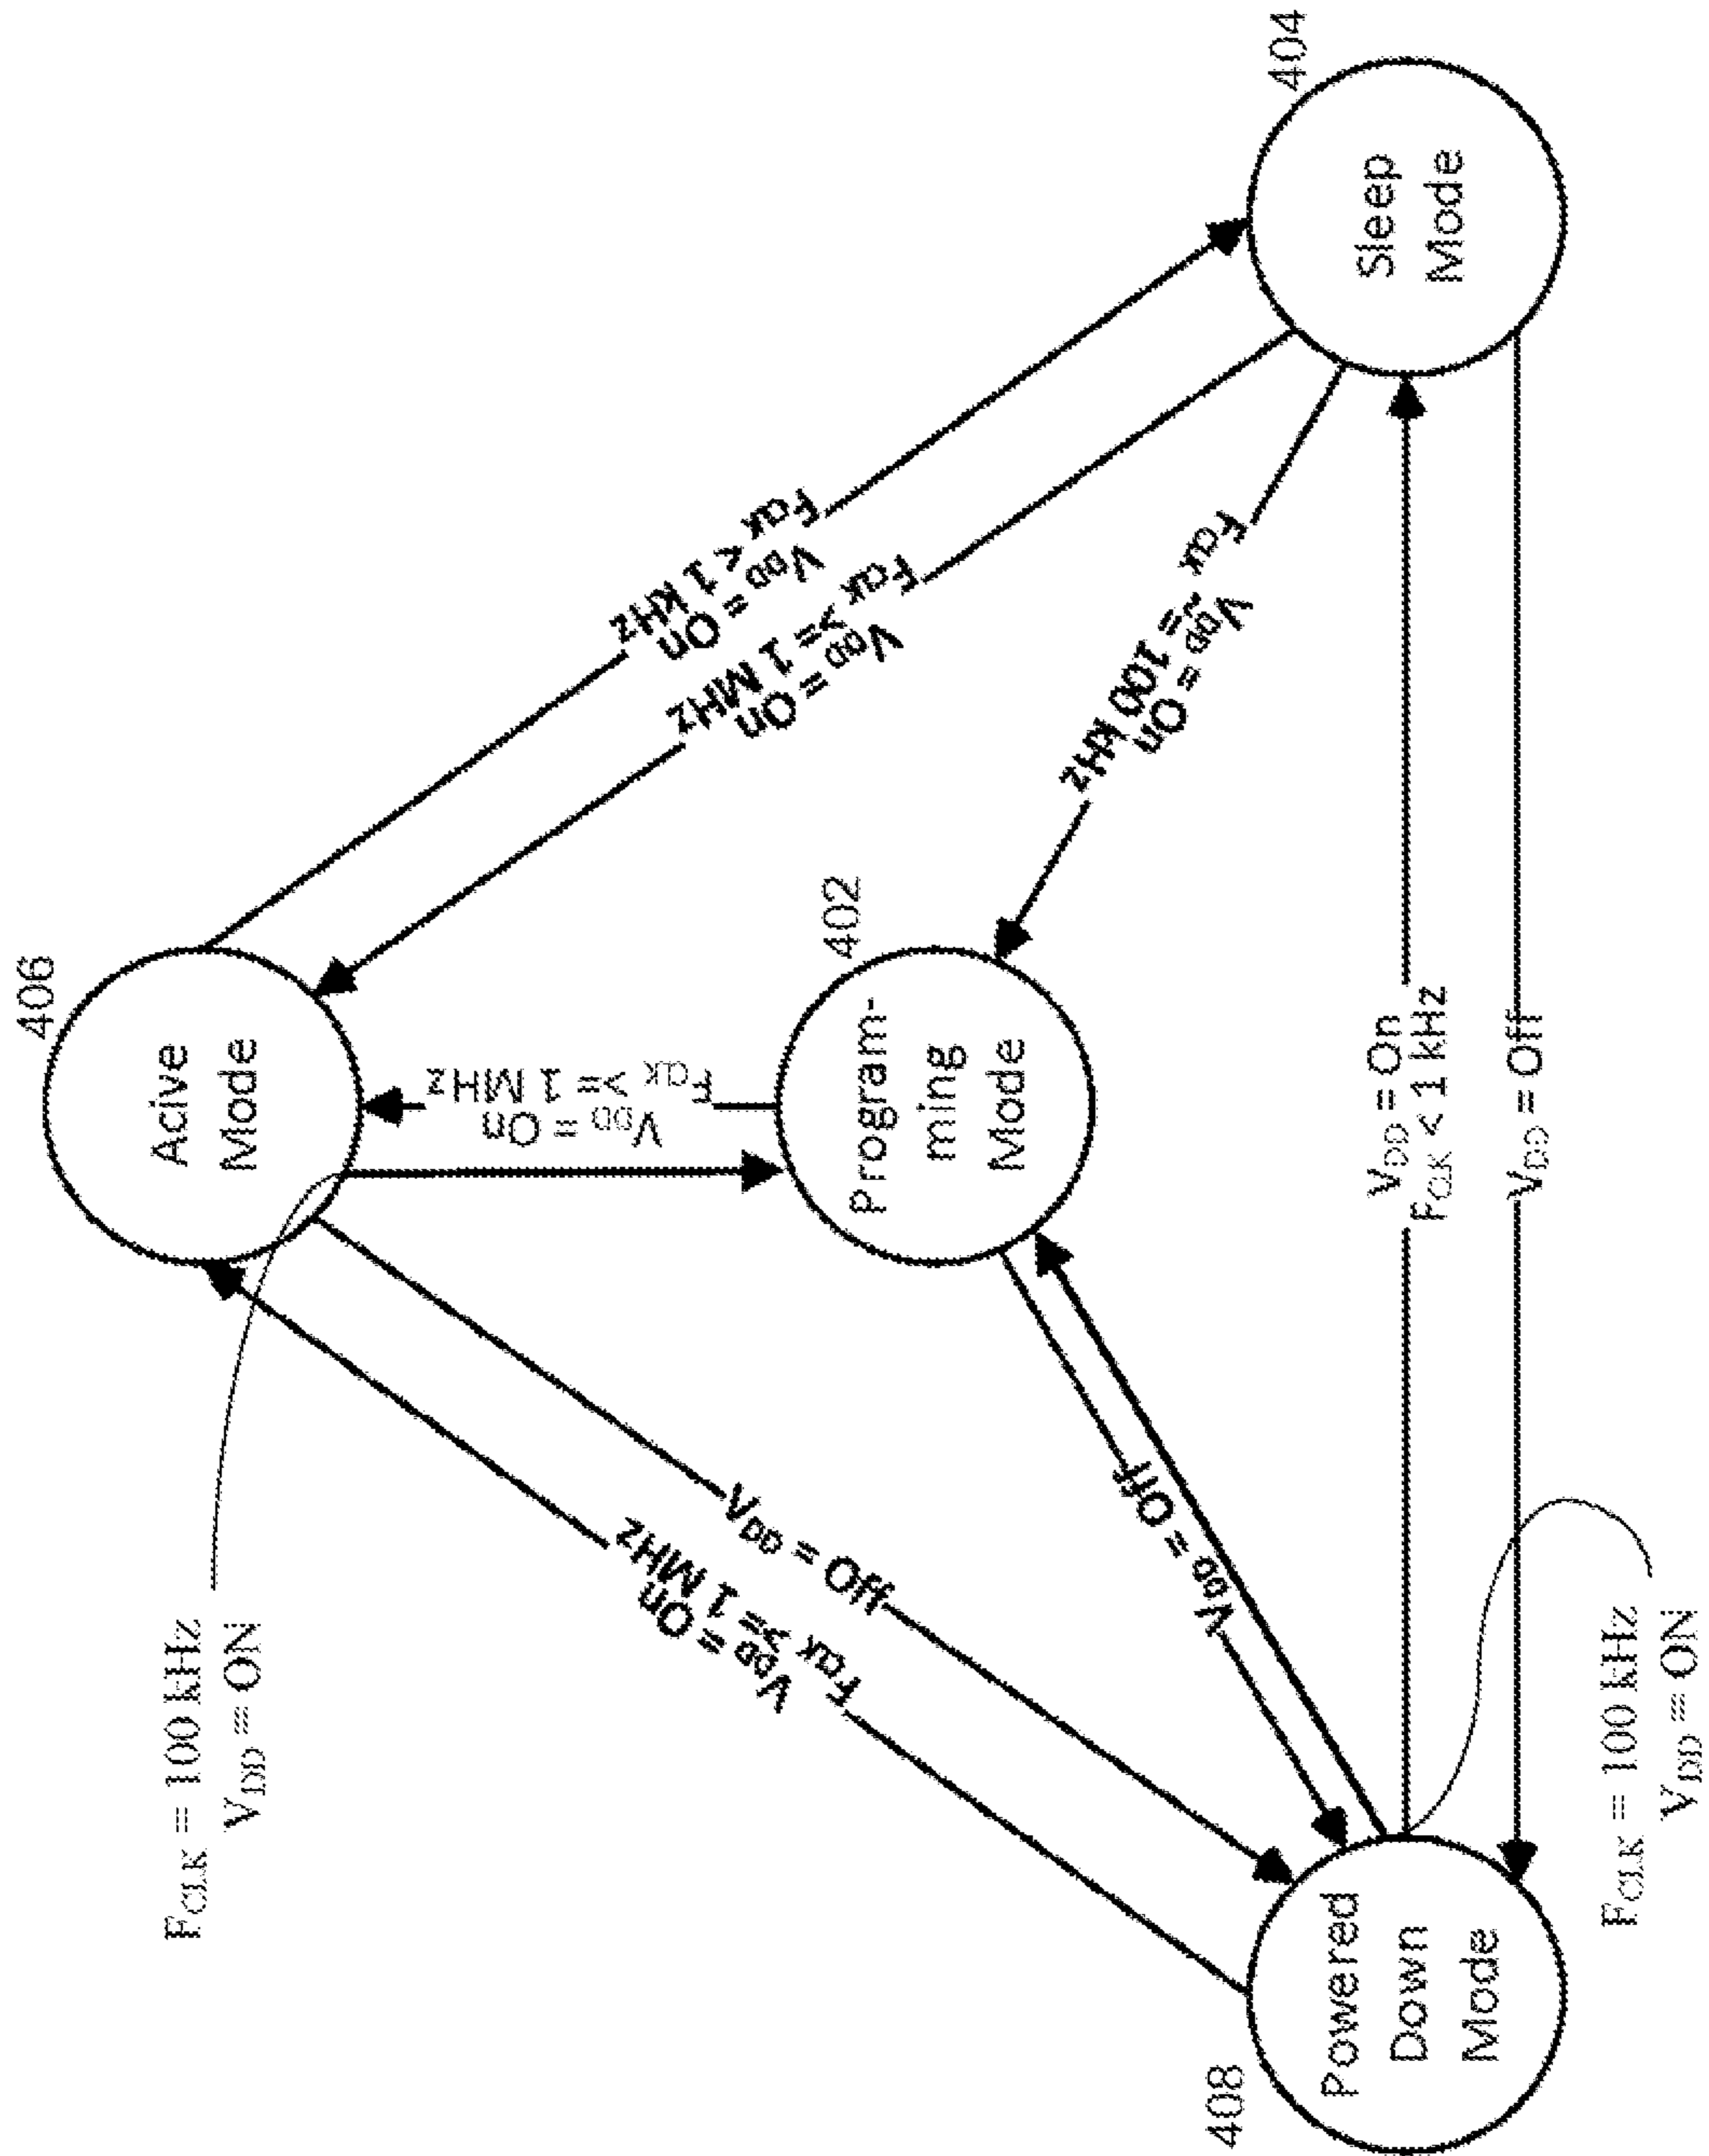 406
Acive
Mode
F_CLK = 100 kHz
V_DD = ON
V_DD = On
F_CLK >= 1 MHz
V_DD = On
F_CLK < 1 kHz
V_DD = On
F_CLK >= 1 MHz
V_DD = On
F_CLK >= 1 MHz
V_DD = Off
402
Program-
ming
Mode
V_DD = On
F_CLK ~= 100 kHz
V_DD = Off
408
Powered
Down
Mode
V_DD = On
F_CLK < 1 kHz
V_DD = Off
404
Sleep
Mode
F_CLK = 100 kHz
V_DD = ON